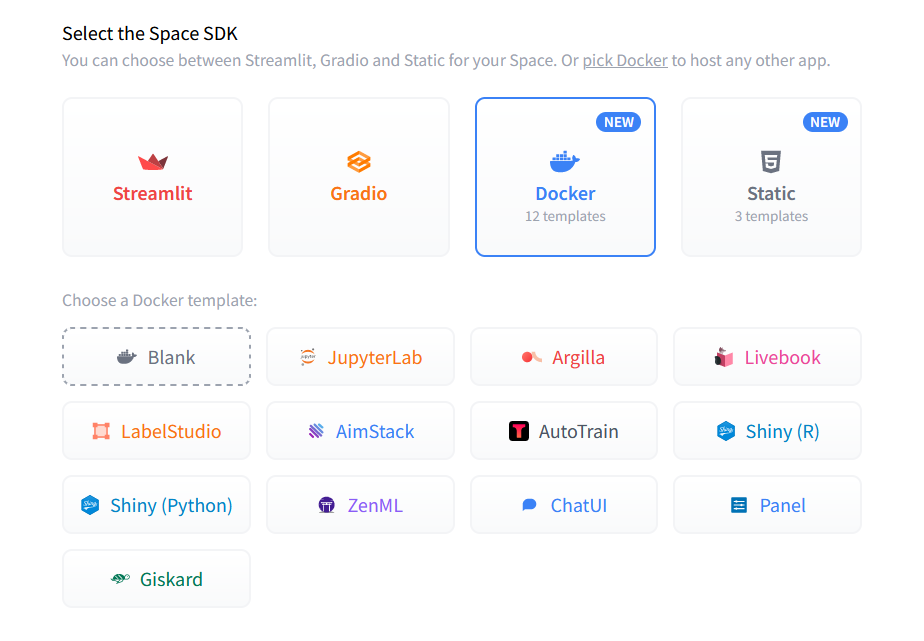 Select the Space SDK
You can choose between Streamlit, Gradio and Static for your Space. Or pick Docker to host any other app.
NEW
NEW
Streamlit
Gradio
Docker
Static
12 templates
3 templates
Choose a Docker template:
Blank
JupyterLab
Argilla
Livebook
LabelStudio
AimStack
AutoTrain
Shiny (R)
Shiny (Python)
ZenML
ChatUI
Panel
Giskard